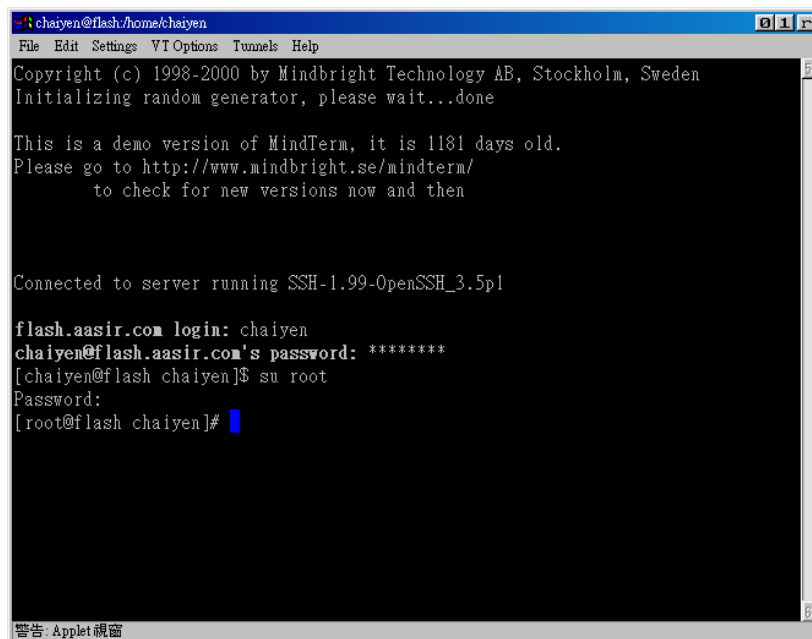 chaiyen@flash:/home/chaiyen
File Edit Settings VT Options Tunnels Help
Copyright (c) 1998-2000 by Mindbright Technology AB, Stockholm, Sweden
Initializing random generator, please wait...done
This is a demo version of MindTerm, it is 1181 days old.
Please go to http://www.mindbright.se/mindterm/
to check for new versions now and then
Connected to server running SSH-1.99-OpenSSH_3.5p1
flash.aasir.com login: chaiyen
chaiyen@flash.aasir.com's password: ********
[chaiyen@flash chaiyen]$ su root
Password:
[root@flash chaiyen]#
警告: Applet 視窗